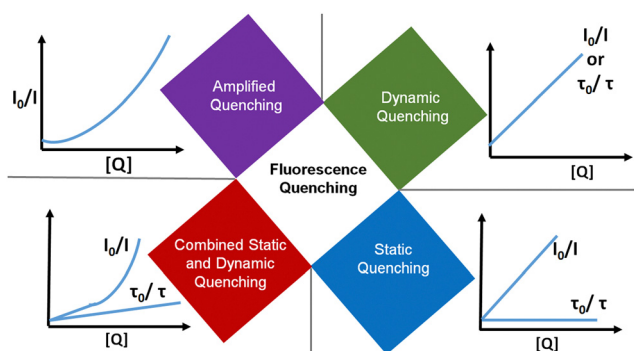 I₀/I
[Q]
Amplified
Quenching
Dynamic
Quenching
I₀/I
or
τ₀/ τ
[Q]
Fluorescence
Quenching
I₀/I
τ₀/ τ
[Q]
Combined Static
and Dynamic
Quenching
Static
Quenching
I₀/I
τ₀/ τ
[Q]